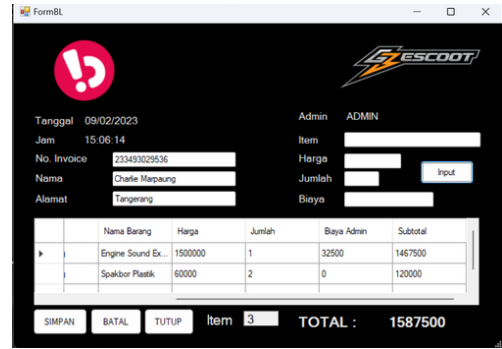 FormBL
GZ ESCOOT
Tanggal 09/02/2023
Admin ADMIN
Jam 15:06:14
Item
No. Invoice 233493029536
Harga
Nama Charlie Marpaung
Jumlah
Input
Alamat Tangerang
Biaya
Nama Barang Harga Jumlah Biaya Admin Subtotal
Engine Sound Ex... 1500000 1 32500 1467500
Spakbor Plastik 60000 2 0 120000
SIMPAN BATAL TUTUP Item 3 TOTAL : 1587500